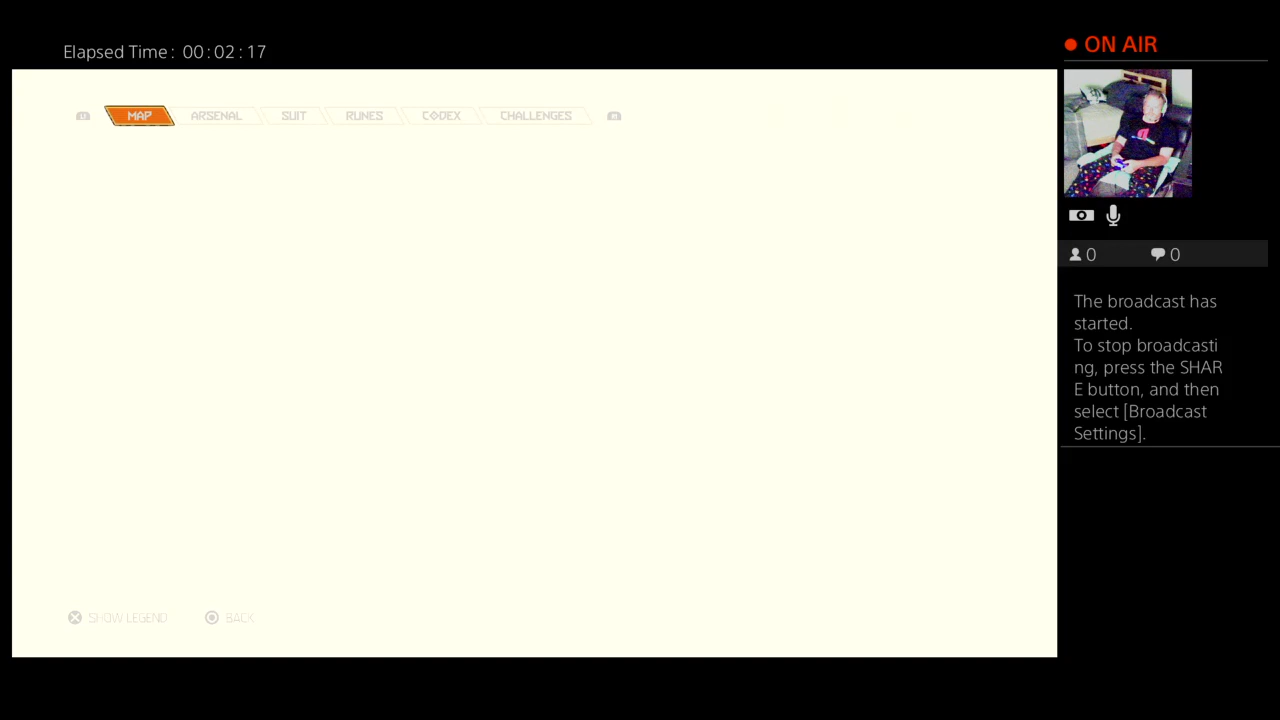 Elapsed Time: 00:02:17
ON AIR
MAP ARSENAL SUIT RUNES CODEX CHALLENGES
0 0
The broadcast has
started.
To stop broadcasti
ng, press the SHAR
E button, and then
select [Broadcast
Settings].
SHOW LEGEND BACK